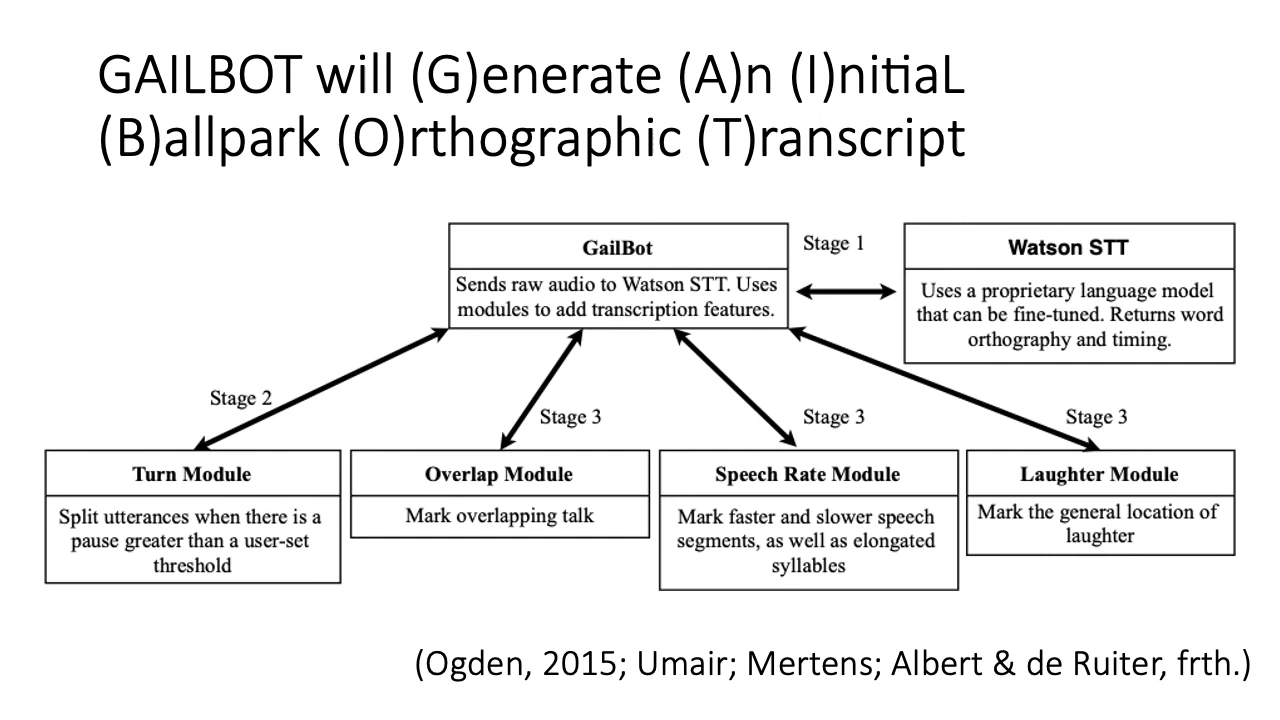 GAILBOT will (G)enerate (A)n (I)nitiaL
(B)allpark (O)rthographic (T)ranscript
GailBot
Sends raw audio to Watson STT. Uses
modules to add transcription features.
Stage 1
Watson STT
Uses a proprietary language model
that can be fine-tuned. Returns word
orthography and timing.
Stage 2
Stage 3
Stage 3
Stage 3
Turn Module
Split utterances when there is a
pause greater than a user-set
threshold
Overlap Module
Mark overlapping talk
Speech Rate Module
Mark faster and slower speech
segments, as well as elongated
syllables
Laughter Module
Mark the general location of
laughter
(Ogden, 2015; Umair; Mertens; Albert & de Ruiter, frth.)